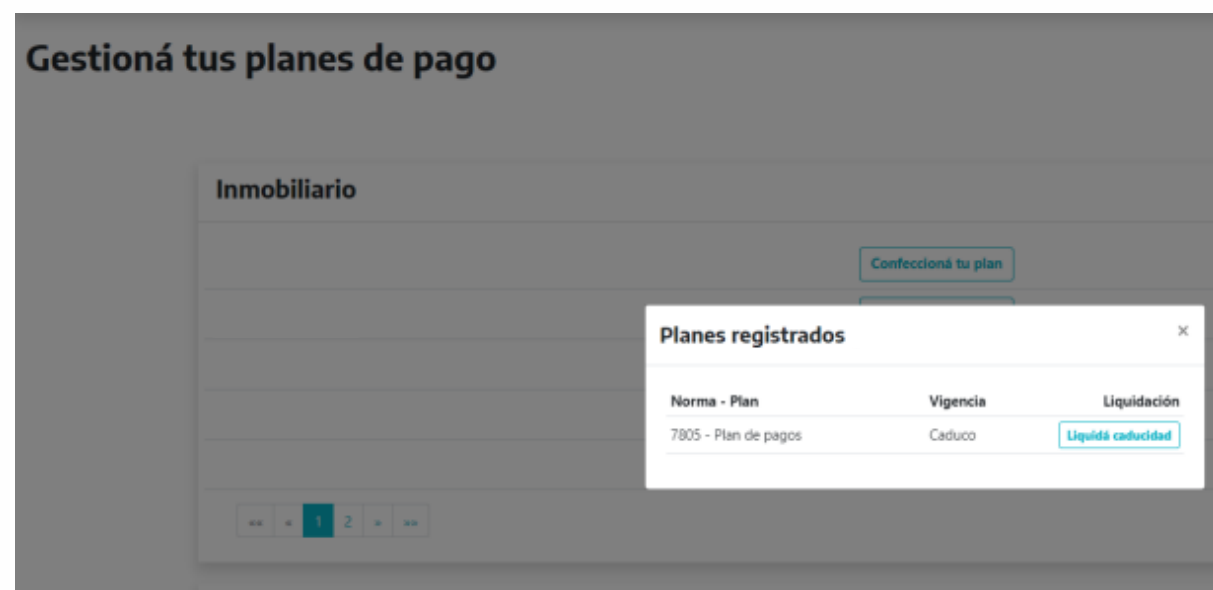 Gestioná tus planes de pago
Inmobiliario
Confeccioná tu plan
Planes registrados ×
Norma - Plan Vigencia Liquidación
7805 - Plan de pagos Caduco Liquidá caducidad
«« « 1 2 » »»